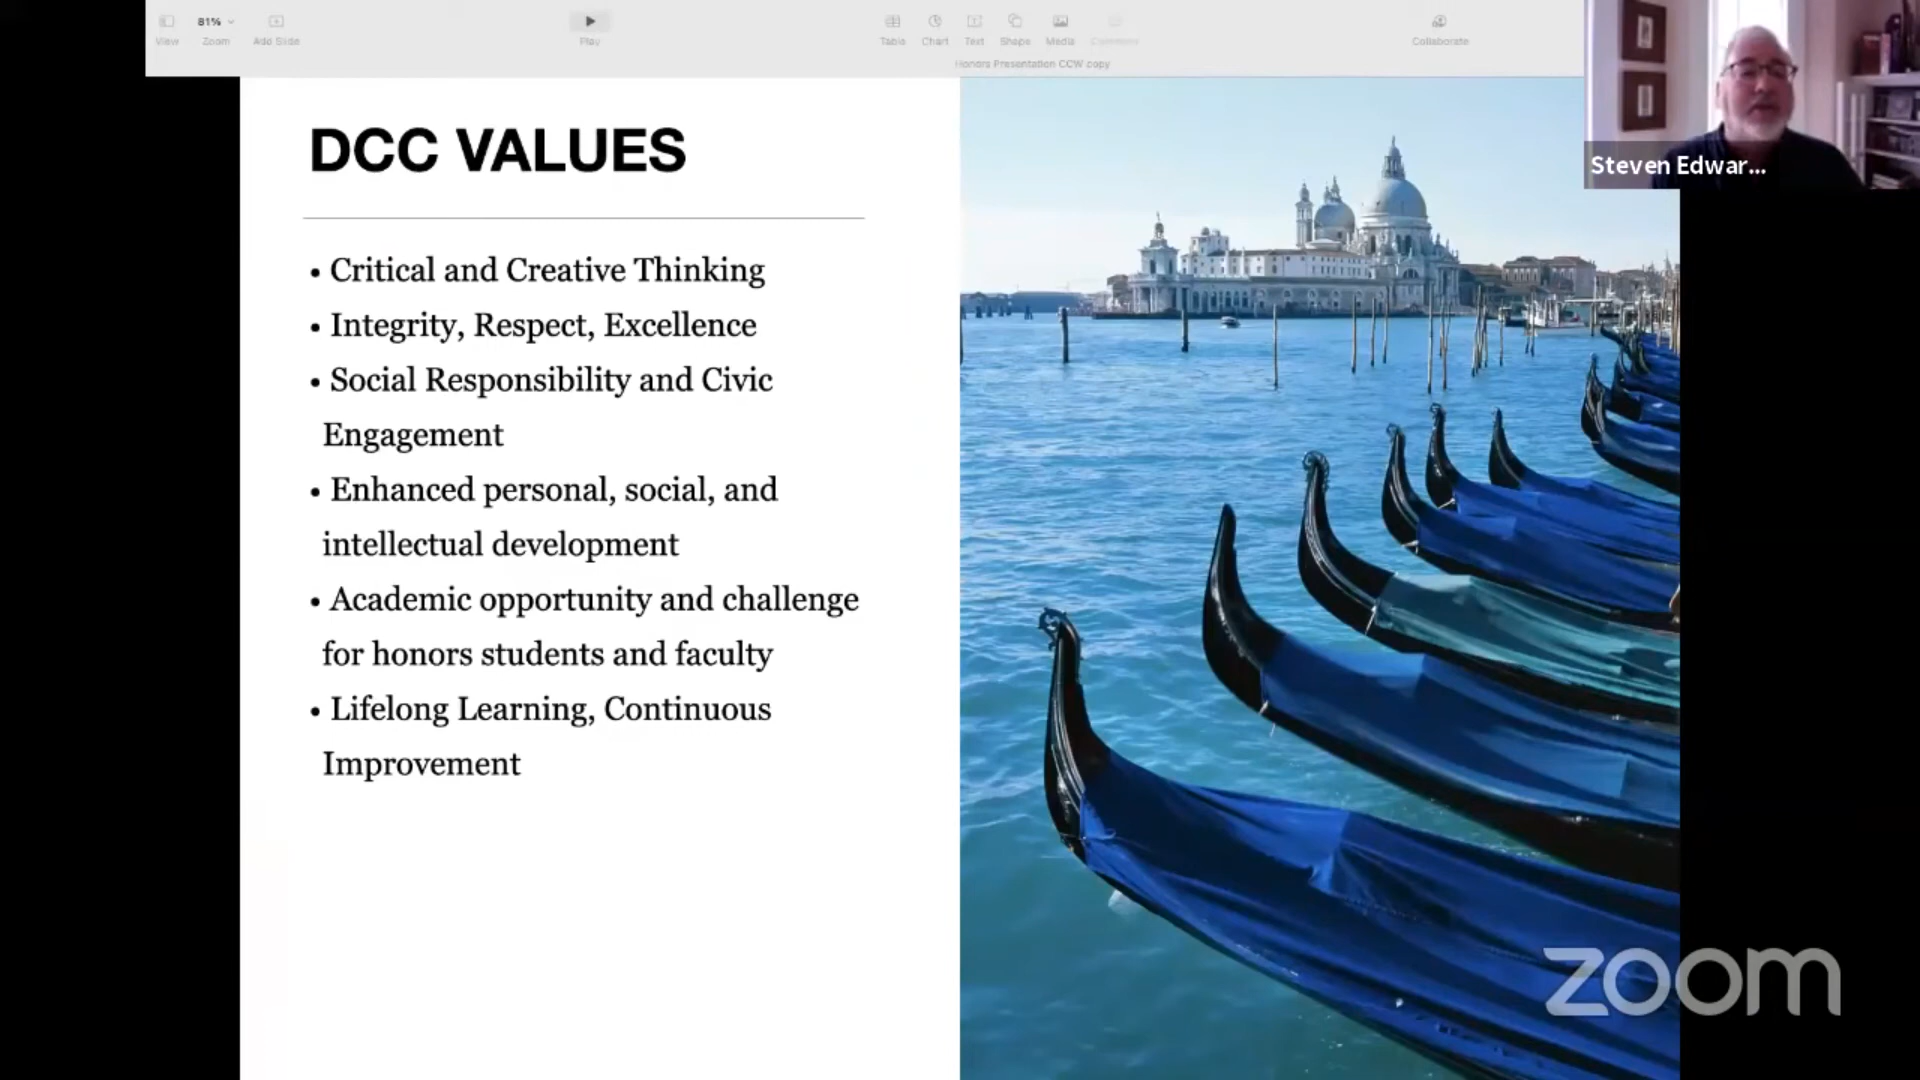 81%
View
Zoom
Add Slide
Play
Table
Chart
Text
Shape
Media
Comment
Collaborate
Honors Presentation CCW copy
Steven Edwar...
DCC VALUES
• Critical and Creative Thinking
• Integrity, Respect, Excellence
• Social Responsibility and Civic
Engagement
• Enhanced personal, social, and
intellectual development
• Academic opportunity and challenge
for honors students and faculty
• Lifelong Learning, Continuous
Improvement
zoom